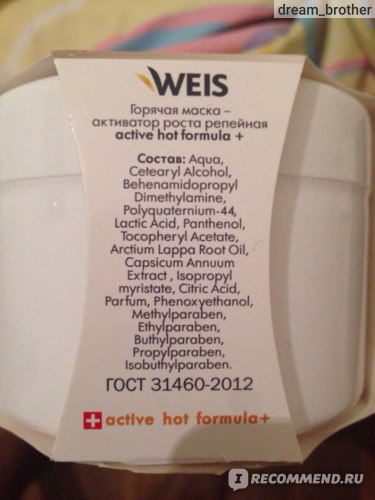 dream_brother
WEIS
Горячая маска –
активатор роста репейная
active hot formula +
Состав: Aqua,
Cetearyl Alcohol,
Behenamidopropyl
Dimethylamine,
Polyquaternium-44,
Lactic Acid, Panthenol,
Tocopheryl Acetate,
Arctium Lappa Root Oil,
Capsicum Annuum
Extract , Isopropyl
myristate, Citric Acid,
Parfum, Phenoxyethanol,
Methylparaben,
Ethylparaben,
Buthylparaben,
Propylparaben,
Isobuthylparaben.
ГОСТ 31460-2012
active hot formula+
IRECOMMEND.RU